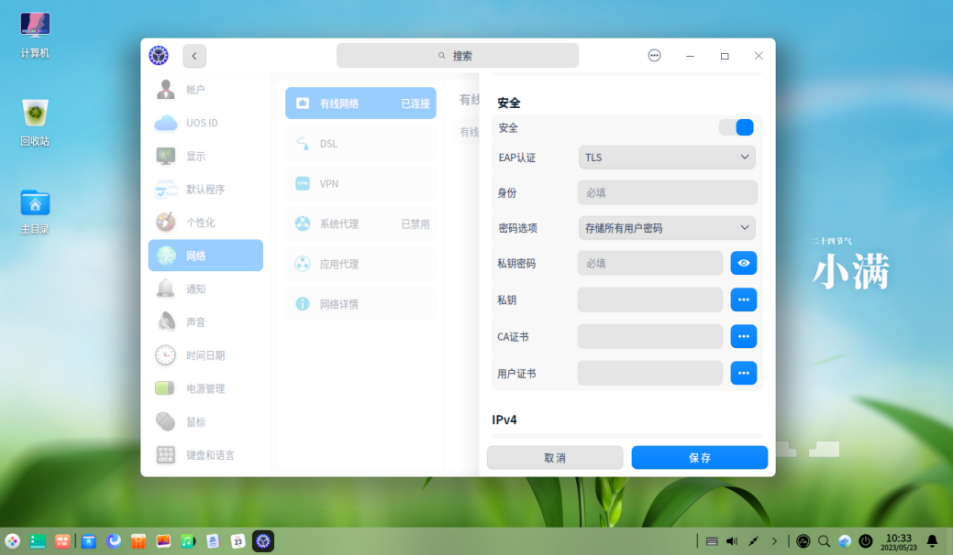 计算机
回收站
主目录
搜索
帐户
UOS ID
显示
默认程序
个性化
网络
通知
声音
时间日期
电源管理
鼠标
键盘和语言
有线网络 已连接
DSL
VPN
系统代理 已禁用
应用代理
网络详情
有线
有线
安全
安全
EAP认证 TLS
身份 必填
密码选项 存储所有用户密码
私钥密码 必填
私钥
CA证书
用户证书
IPv4
取消 保存
二十四节气
小满
23
10:33
2023/05/23